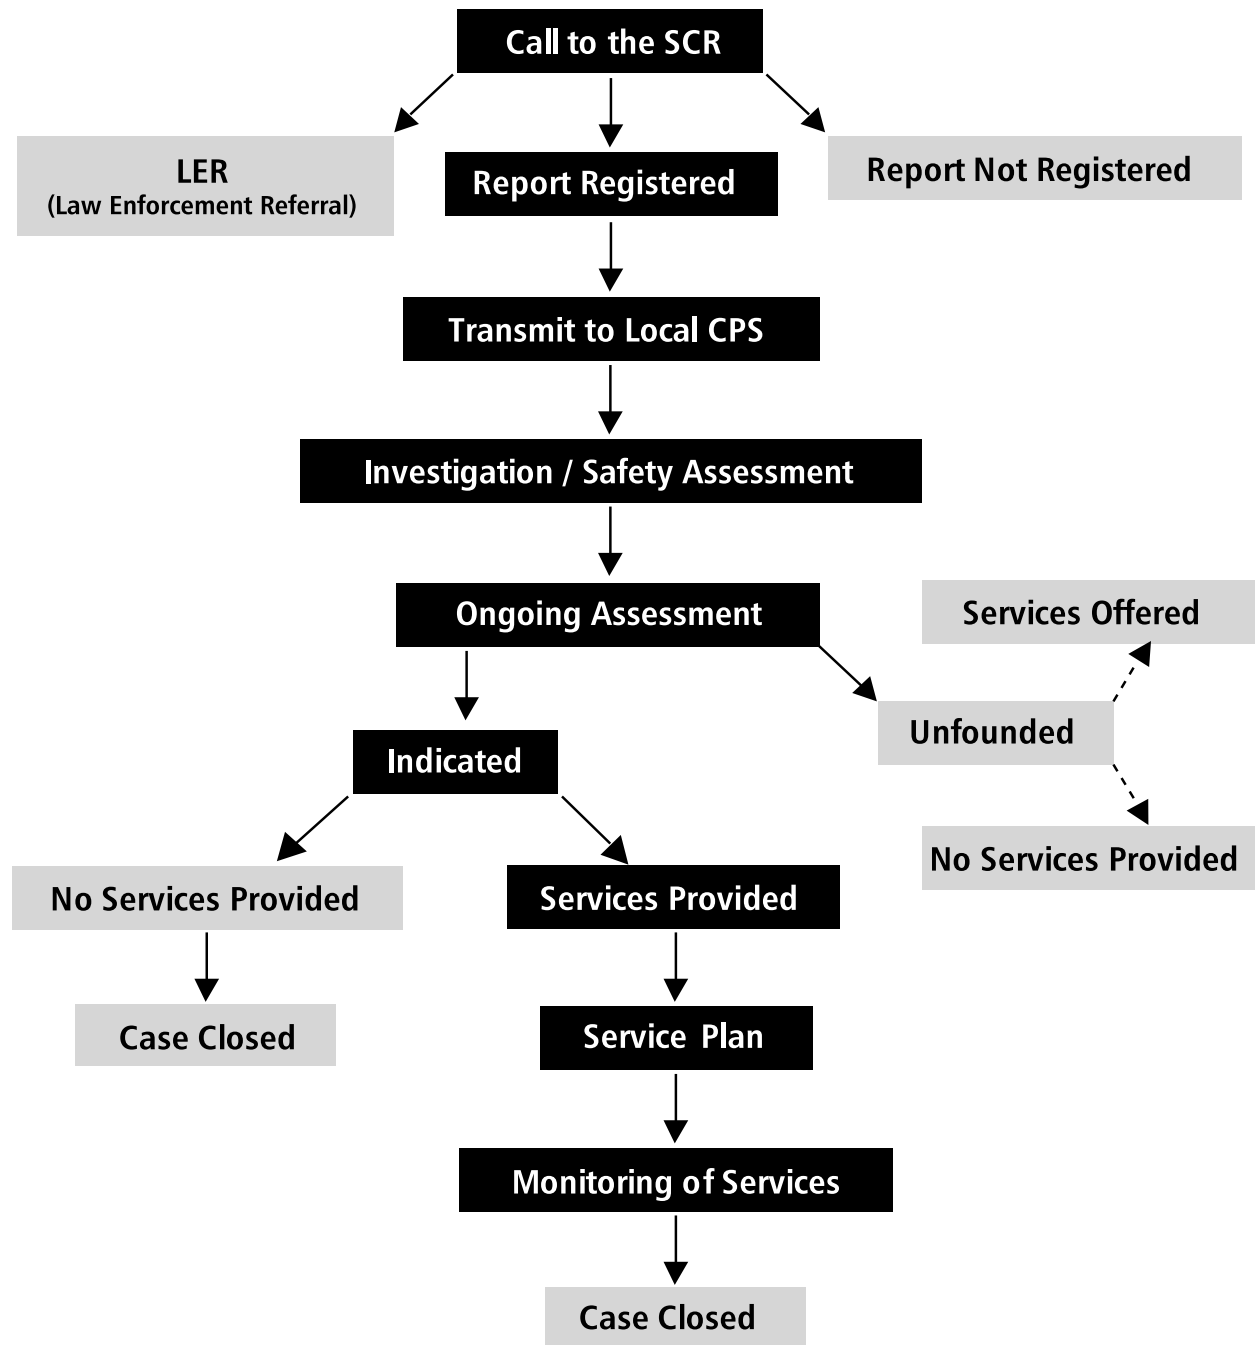 Call to the SCR
LER
(Law Enforcement Referral)
Report Registered
Report Not Registered
Transmit to Local CPS
Investigation / Safety Assessment
Ongoing Assessment
Services Offered
Unfounded
Indicated
No Services Provided
No Services Provided
Services Provided
Case Closed
Service Plan
Monitoring of Services
Case Closed